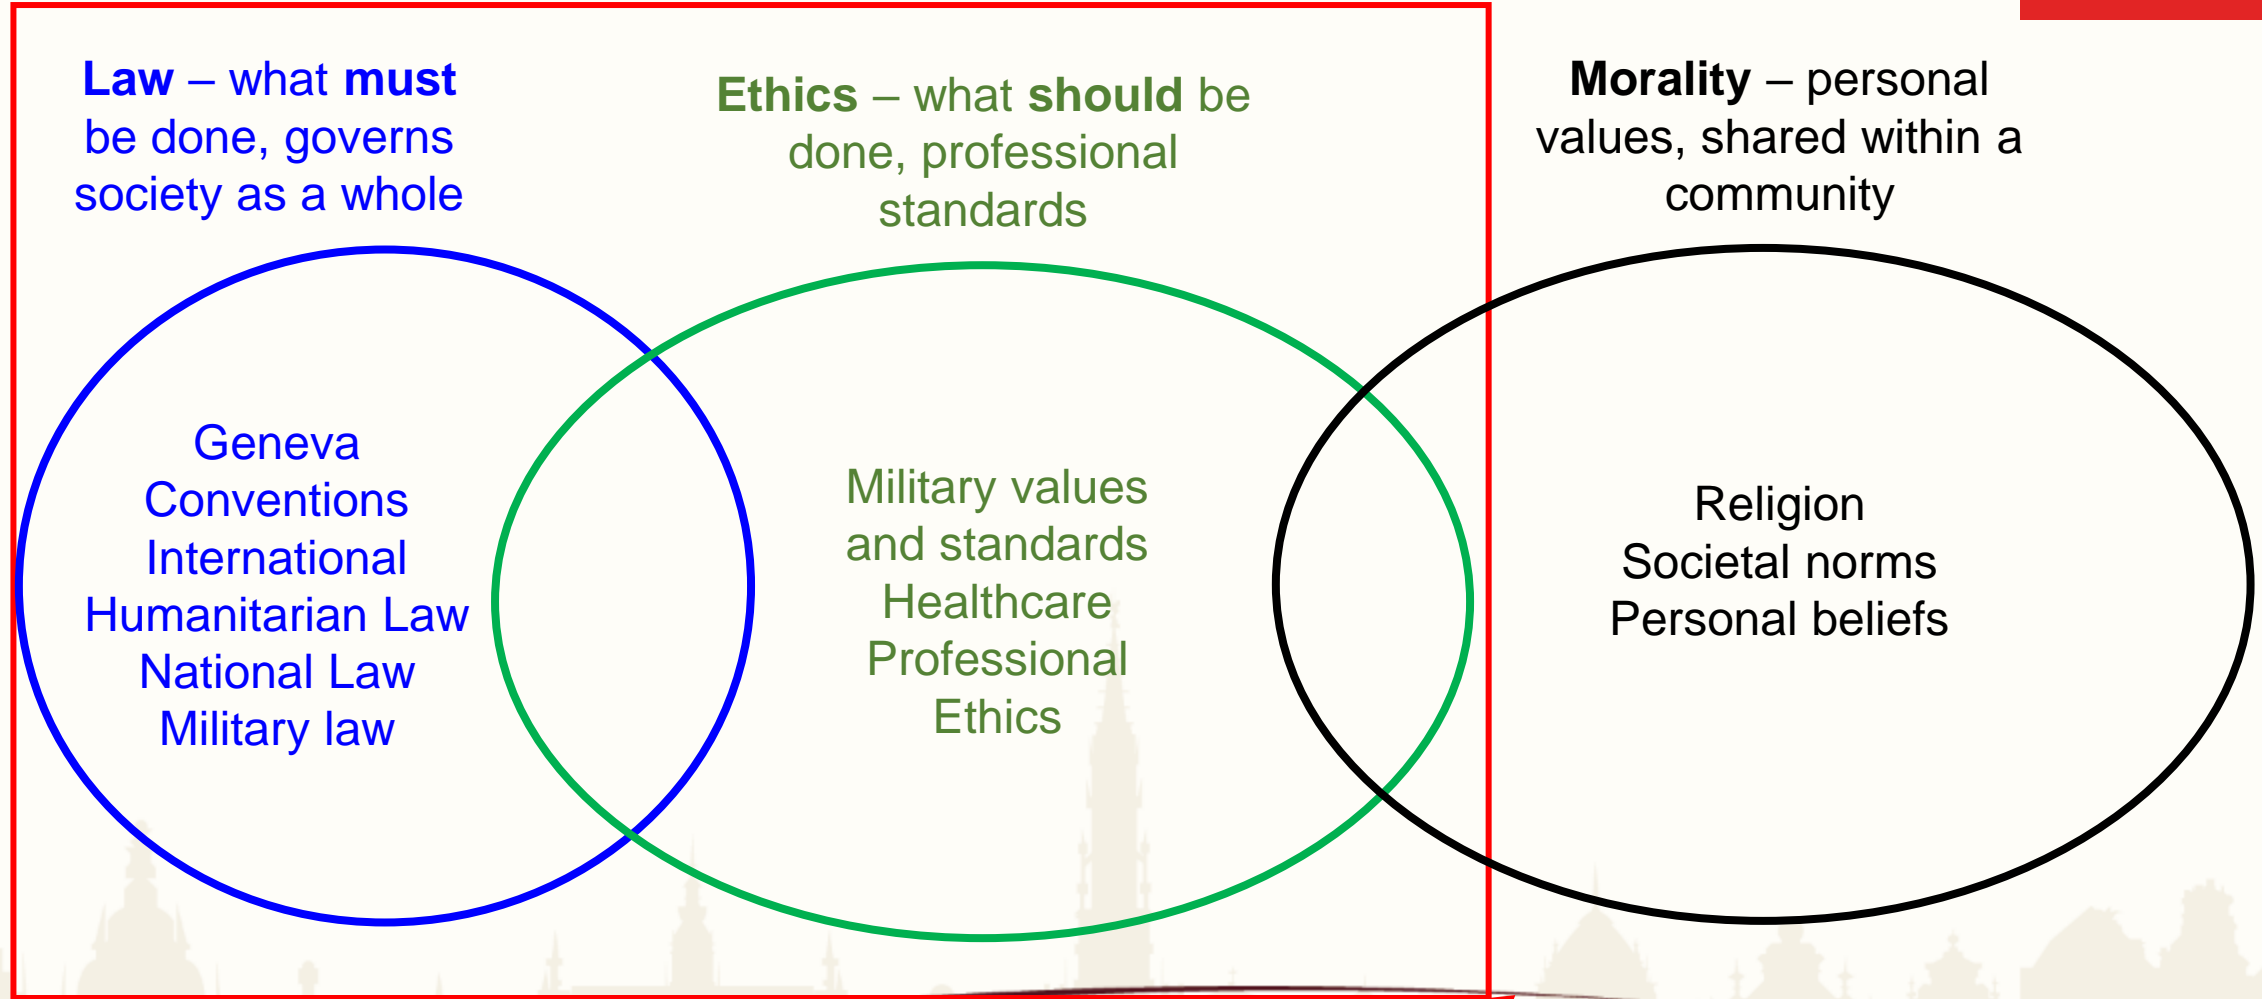 Law – what must
be done, governs
society as a whole
Ethics – what should be
done, professional
standards
Morality – personal
values, shared within a
community
Geneva
Conventions
International
Humanitarian Law
National Law
Military law
Military values
and standards
Healthcare
Professional
Ethics
Religion
Societal norms
Personal beliefs